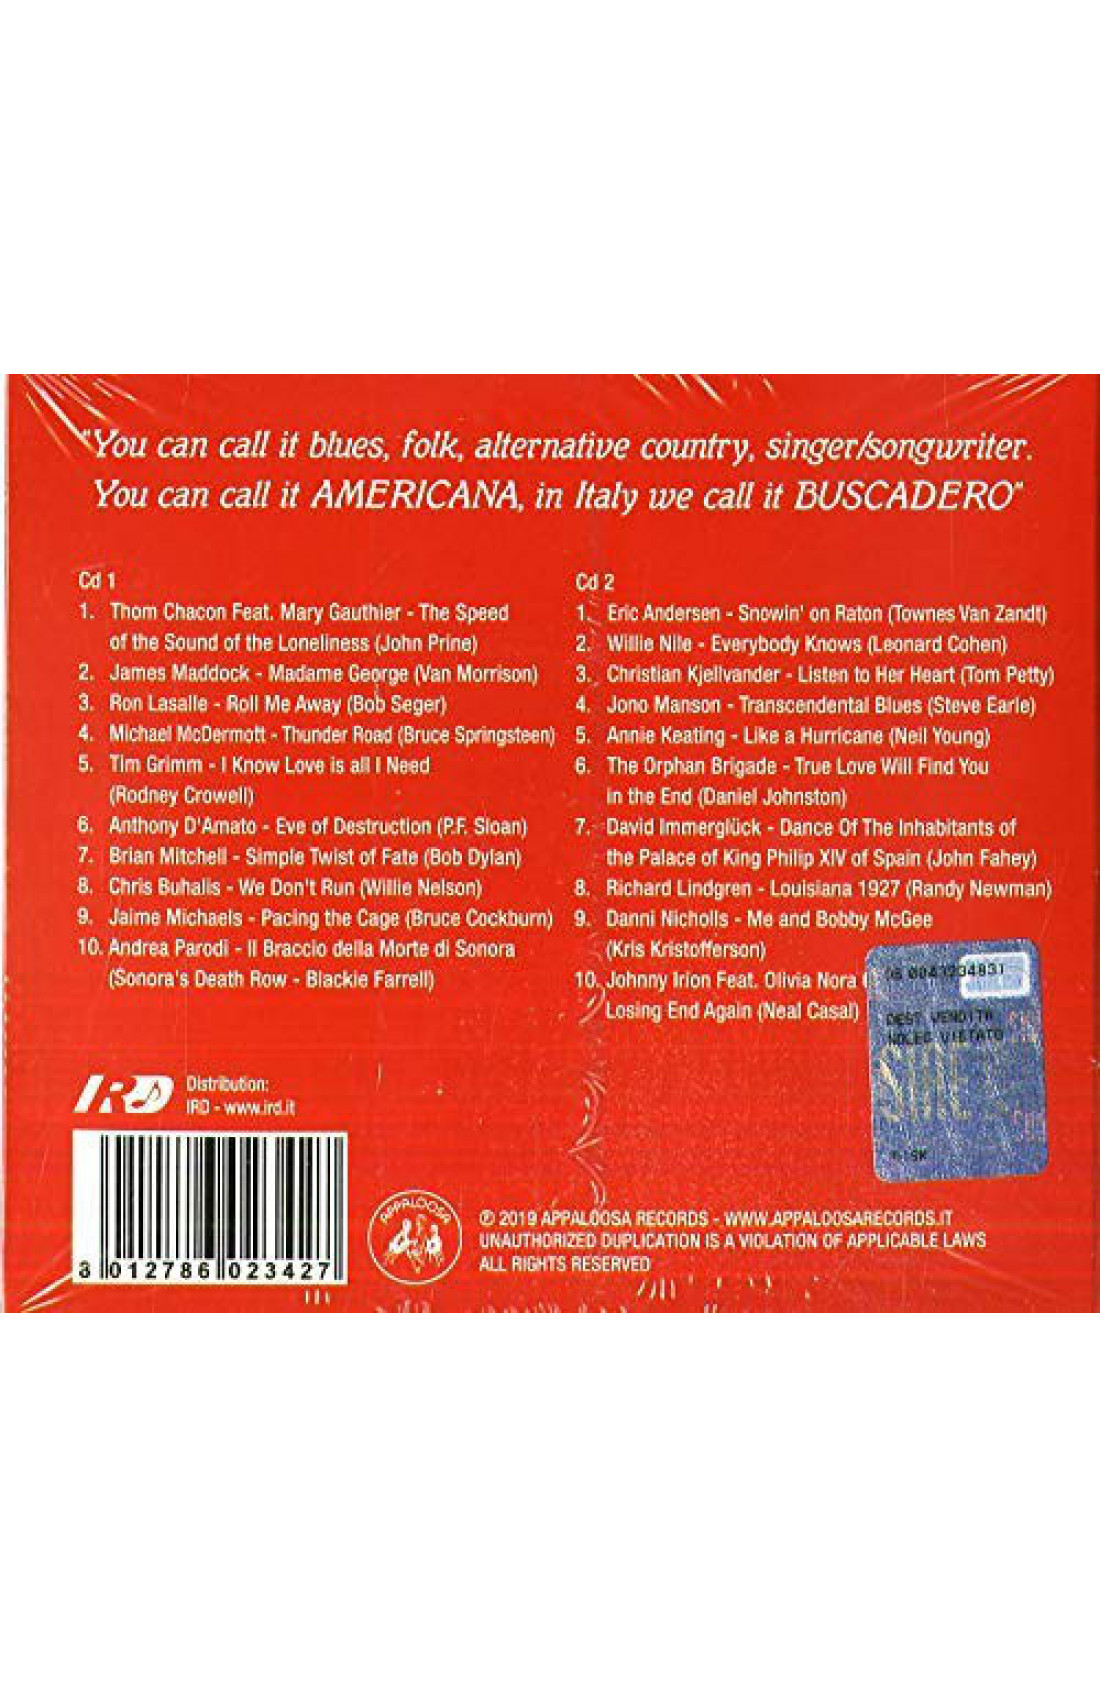 "You can call it blues, folk, alternative country, singer/songwriter.
You can call it AMERICANA, in Italy we call it BUSCADERO"
Cd 1
1. Thom Chacon Feat. Mary Gauthier - The Speed
of the Sound of the Loneliness (John Prine)
2. James Maddock - Madame George (Van Morrison)
3. Ron Lasalle - Roll Me Away (Bob Seger)
4. Michael McDermott - Thunder Road (Bruce Springsteen)
5. Tim Grimm - I Know Love is all I Need
(Rodney Crowell)
6. Anthony D'Amato - Eve of Destruction (P.F. Sloan)
7. Brian Mitchell - Simple Twist of Fate (Bob Dylan)
8. Chris Buhalis - We Don't Run (Willie Nelson)
9. Jaime Michaels - Pacing the Cage (Bruce Cockburn)
10. Andrea Parodi - Il Braccio della Morte di Sonora
(Sonora's Death Row - Blackie Farrell)
Cd 2
1. Eric Andersen - Snowin' on Raton (Townes Van Zandt)
2. Willie Nile - Everybody Knows (Leonard Cohen)
3. Christian Kjellvander - Listen to Her Heart (Tom Petty)
4. Jono Manson - Transcendental Blues (Steve Earle)
5. Annie Keating - Like a Hurricane (Neil Young)
6. The Orphan Brigade - True Love Will Find You
in the End (Daniel Johnston)
7. David Immerglück - Dance Of The Inhabitants of
the Palace of King Philip XIV of Spain (John Fahey)
8. Richard Lindgren - Louisiana 1927 (Randy Newman)
9. Danni Nicholls - Me and Bobby McGee
(Kris Kristofferson)
10. Johnny Irion Feat. Olivia Nora
Losing End Again (Neal Casal)
DEST VENDITA
NOLEG VIETATO
SIAE
IRD
Distribution:
IRD - www.ird.it
8 012786 023427
APPALOOSA
℗ 2019 APPALOOSA RECORDS - WWW.APPALOOSARECORDS.IT
UNAUTHORIZED DUPLICATION IS A VIOLATION OF APPLICABLE LAWS
ALL RIGHTS RESERVED